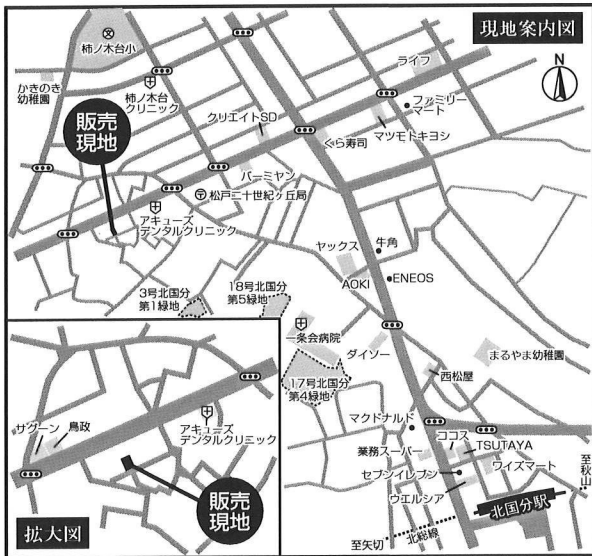 現地案内図
N
柿ノ木台小
かきのき
幼稚園
柿ノ木台
クリニック
ライフ
ファミリー
マート
クリエイトSD
くら寿司
マツモトキヨシ
販売
現地
バーミヤン
松戸二十世紀ヶ丘局
アキューズ
デンタルクリニック
ヤックス
牛角
AOKI
ENEOS
3号北国分
第1緑地
18号北国分
第5緑地
一条会病院
ダイソー
17号北国分
第4緑地
まるやま幼稚園
西松屋
マクドナルド
ココス
TSUTAYA
業務スーパー
ワイズマート
セブンイレブン
ウエルシア
至秋山
北国分駅
北総線
至矢切
サグーン
鳥政
アキューズ
デンタルクリニック
販売
現地
拡大図